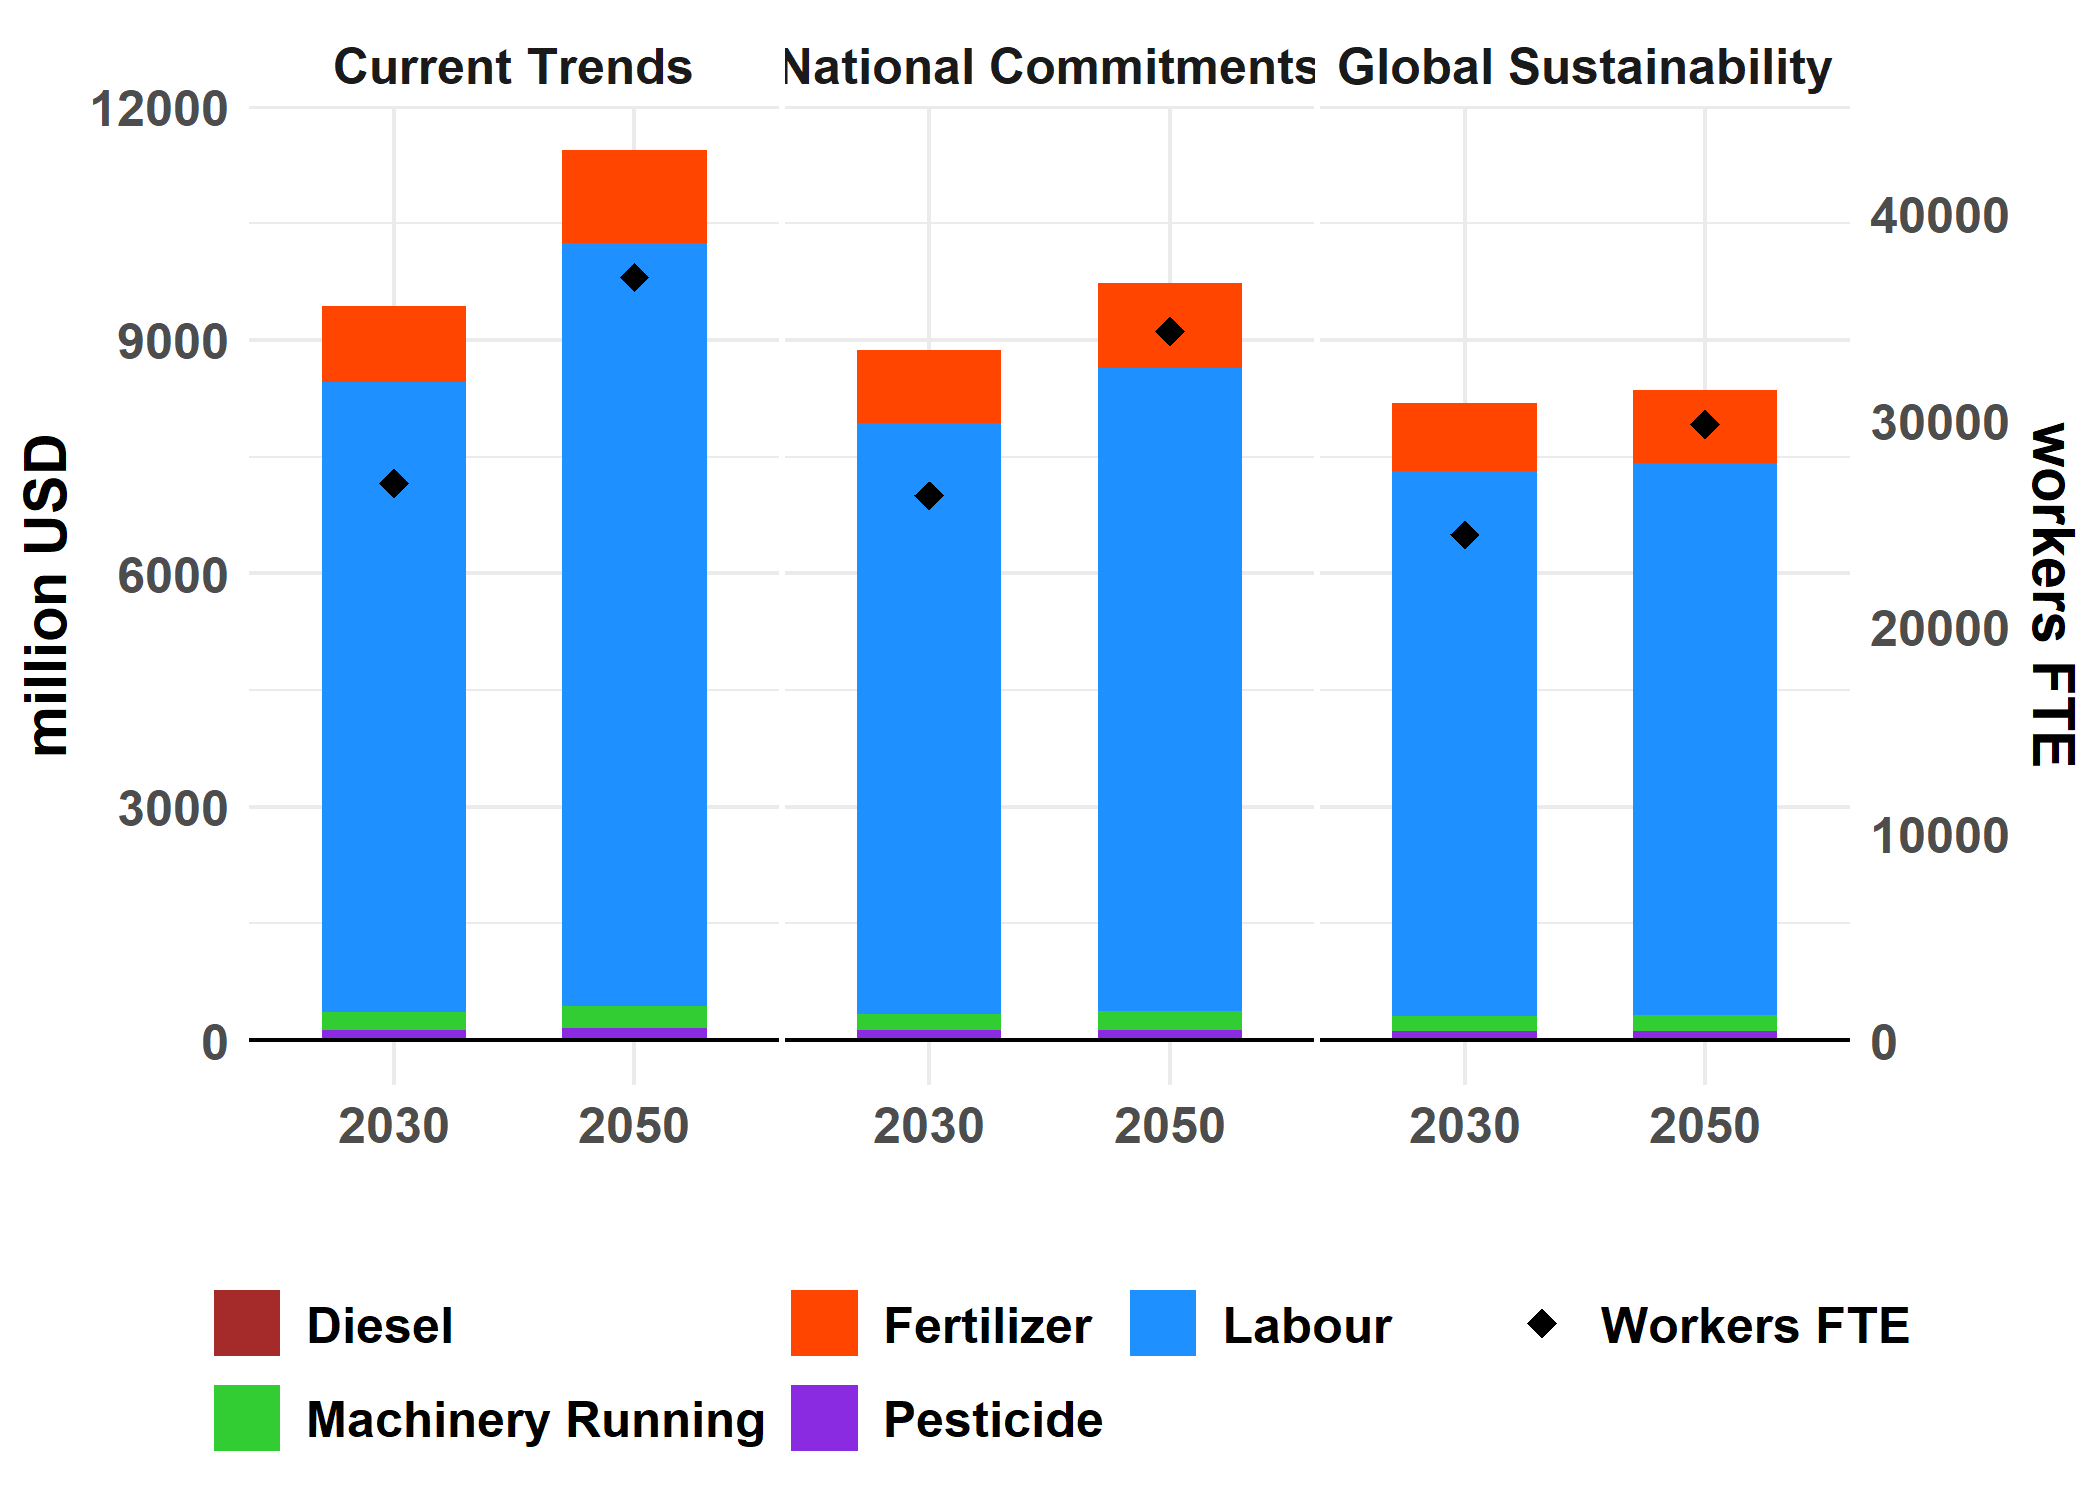 Current Trends
National Commitments
Global Sustainability
12000
9000
6000
3000
0
million USD
40000
30000
20000
10000
0
workers FTE
2030
2050
2030
2050
2030
2050
Diesel
Fertilizer
Labour
Workers FTE
Machinery Running
Pesticide